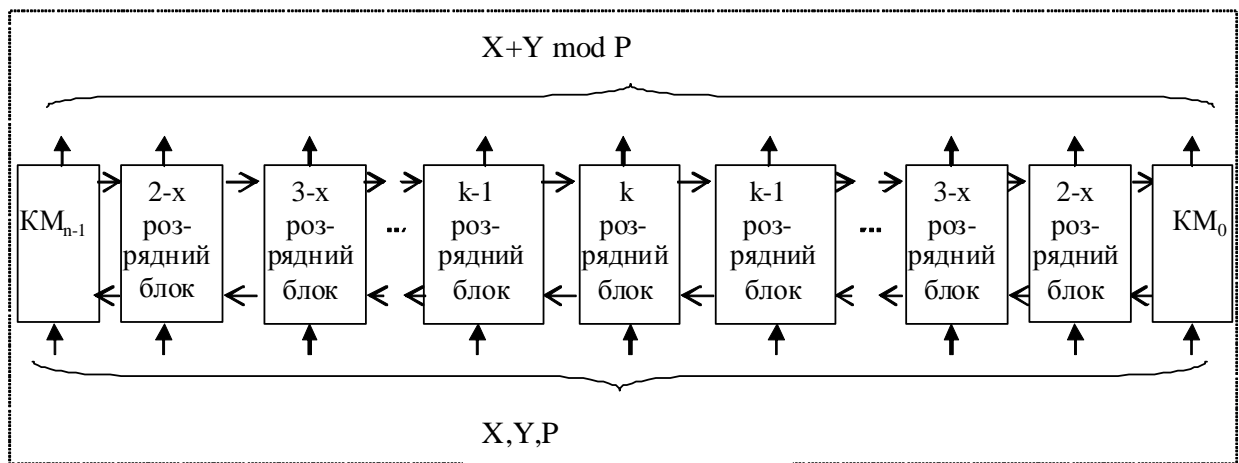 X+Y mod P
КМn-1
2-х роз-рядний блок
3-х роз-рядний блок
...
k-1 роз-рядний блок
k роз-рядний блок
k-1 роз-рядний блок
...
3-х роз-рядний блок
2-х роз-рядний блок
КМ0
X,Y,P